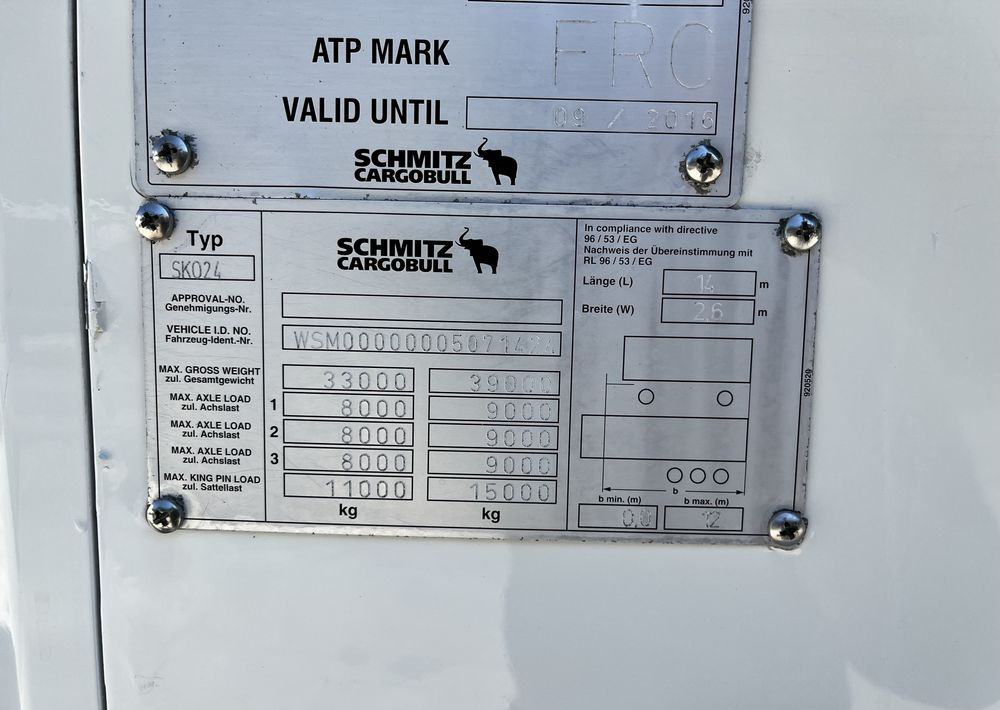 ATP MARK FRC
VALID UNTIL 09 / 2016
SCHMITZ
CARGOBULL
Typ
SKO24
SCHMITZ
CARGOBULL
APPROVAL-NO.
Genehmigungs-Nr.
VEHICLE I.D. NO.
Fahrzeug-Ident.-Nr.
MAX. GROSS WEIGHT
zul. Gesamtgewicht
33000 39000
MAX. AXLE LOAD
zul. Achslast
1 8000 9000
MAX. AXLE LOAD
zul. Achslast
2 8000 9000
MAX. AXLE LOAD
zul. Achslast
3 8000 9000
MAX. KING PIN LOAD
zul. Sattellast
11000 15000
kg kg
In compliance with directive
96 / 53 / EG
Nachweis der Übereinstimmung mit
RL 96 / 53 / EG
Länge (L) 14 m
Breite (W) 2,6 m
b
b min. (m) b max. (m)
12
920520